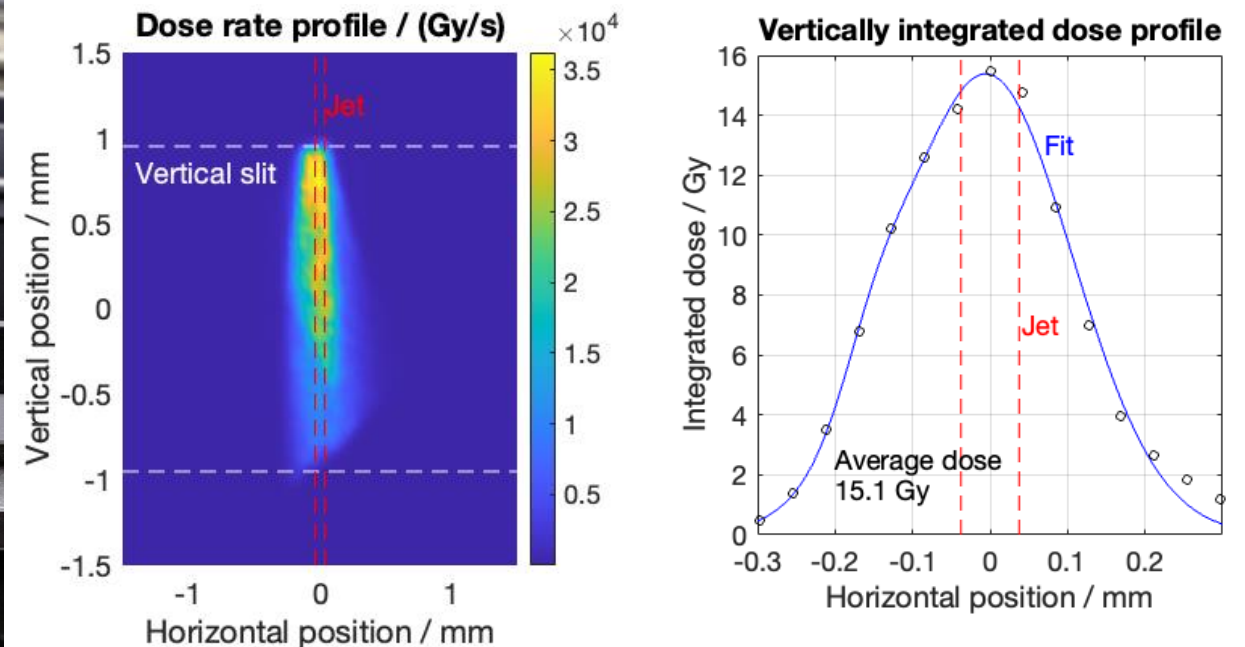 Dose rate profile / (Gy/s)
×10⁴
1.5
1
0.5
0
-0.5
-1
-1.5
Vertical position / mm
Jet
Vertical slit
-1
0
1
Horizontal position / mm
3.5
3
2.5
2
1.5
1
0.5
Vertically integrated dose profile
16
14
12
10
8
6
4
2
0
Integrated dose / Gy
Fit
Jet
Average dose
15.1 Gy
-0.3
-0.2
-0.1
0
0.1
0.2
Horizontal position / mm